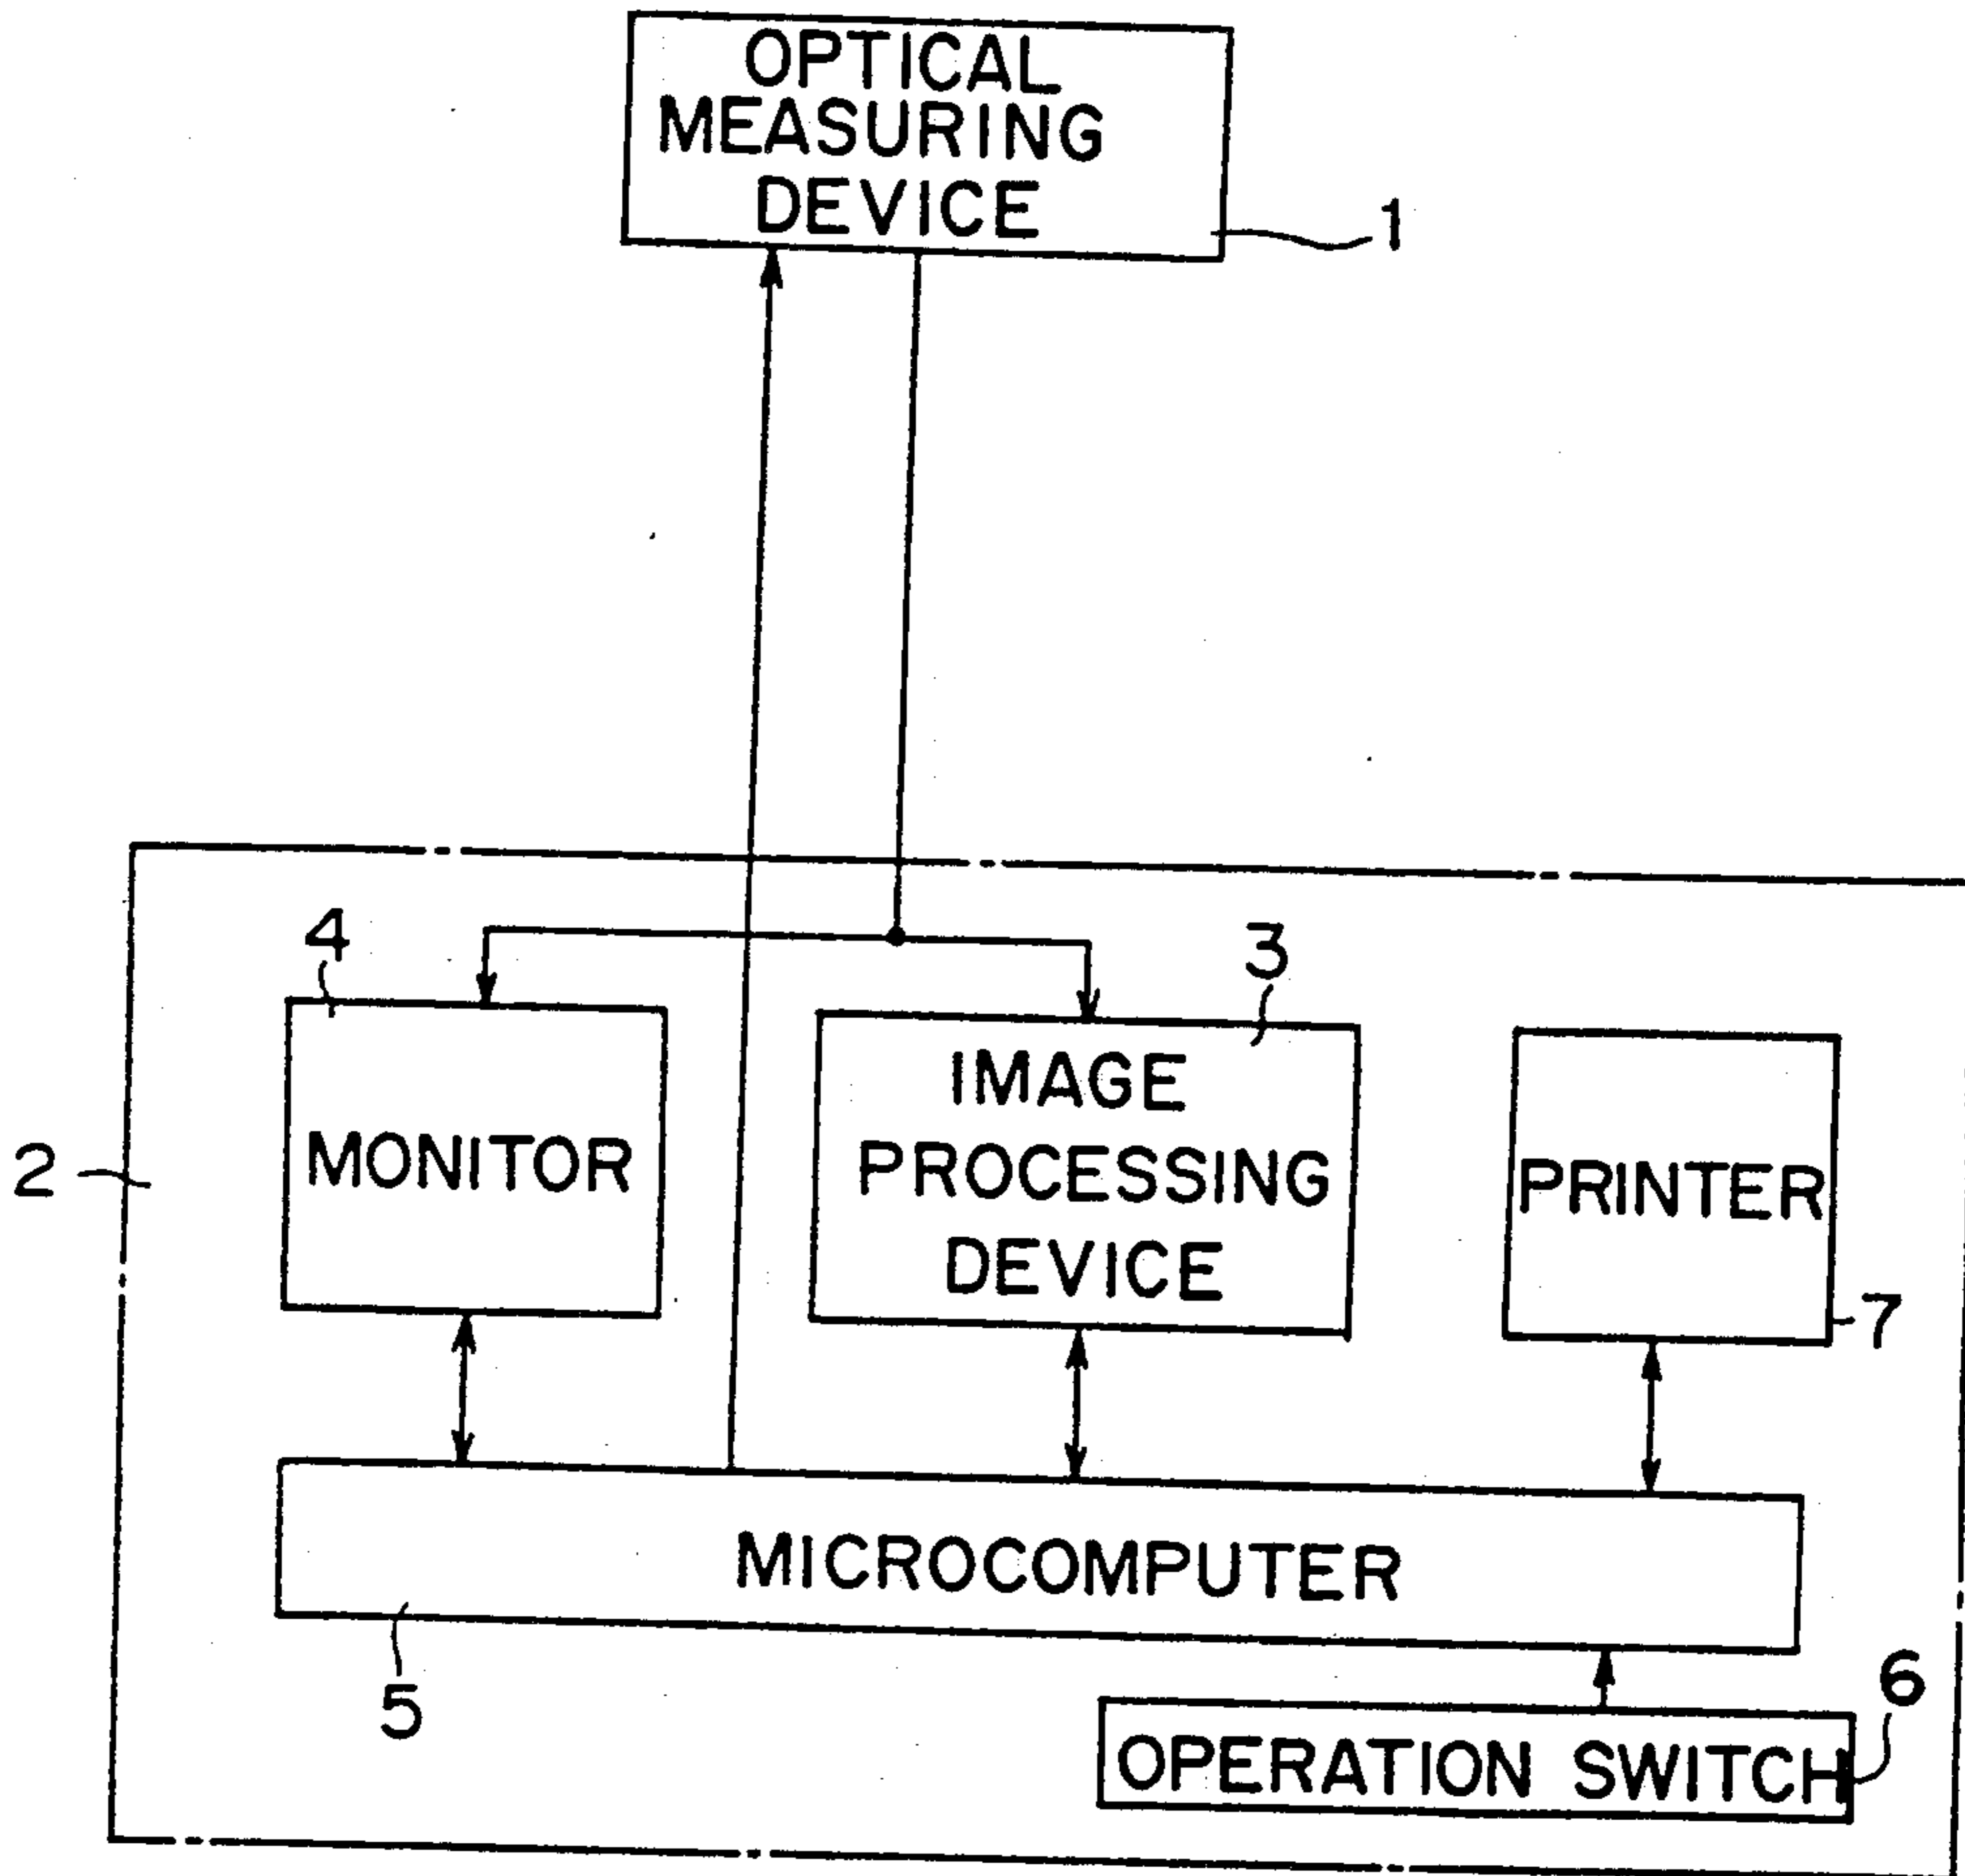 OPTICAL
MEASURING
DEVICE
1
4
3
IMAGE
PROCESSING
DEVICE
2
MONITOR
PRINTER
7
MICROCOMPUTER
5
6
OPERATION SWITCH